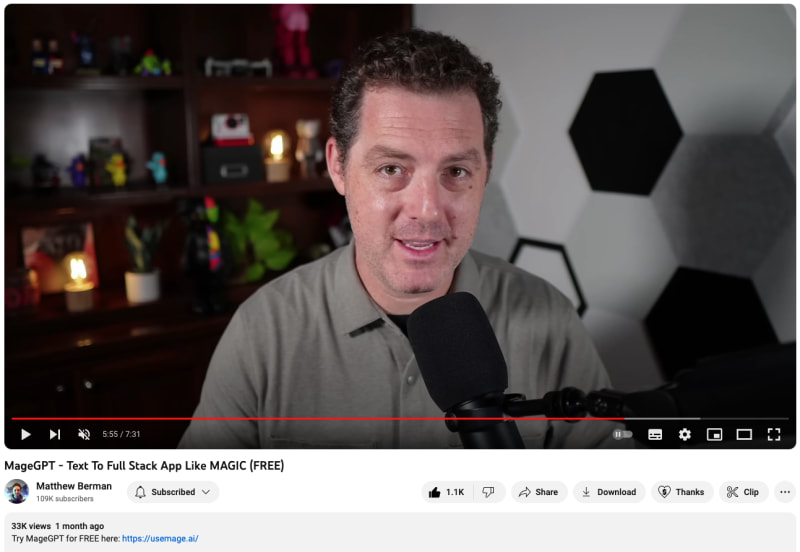 5:55 / 7:31
MageGPT - Text To Full Stack App Like MAGIC (FREE)
Matthew Berman
109K subscribers
Subscribed
1.1K
Share
Download
Thanks
Clip
33K views 1 month ago
Try MageGPT for FREE here: https://usemage.ai/